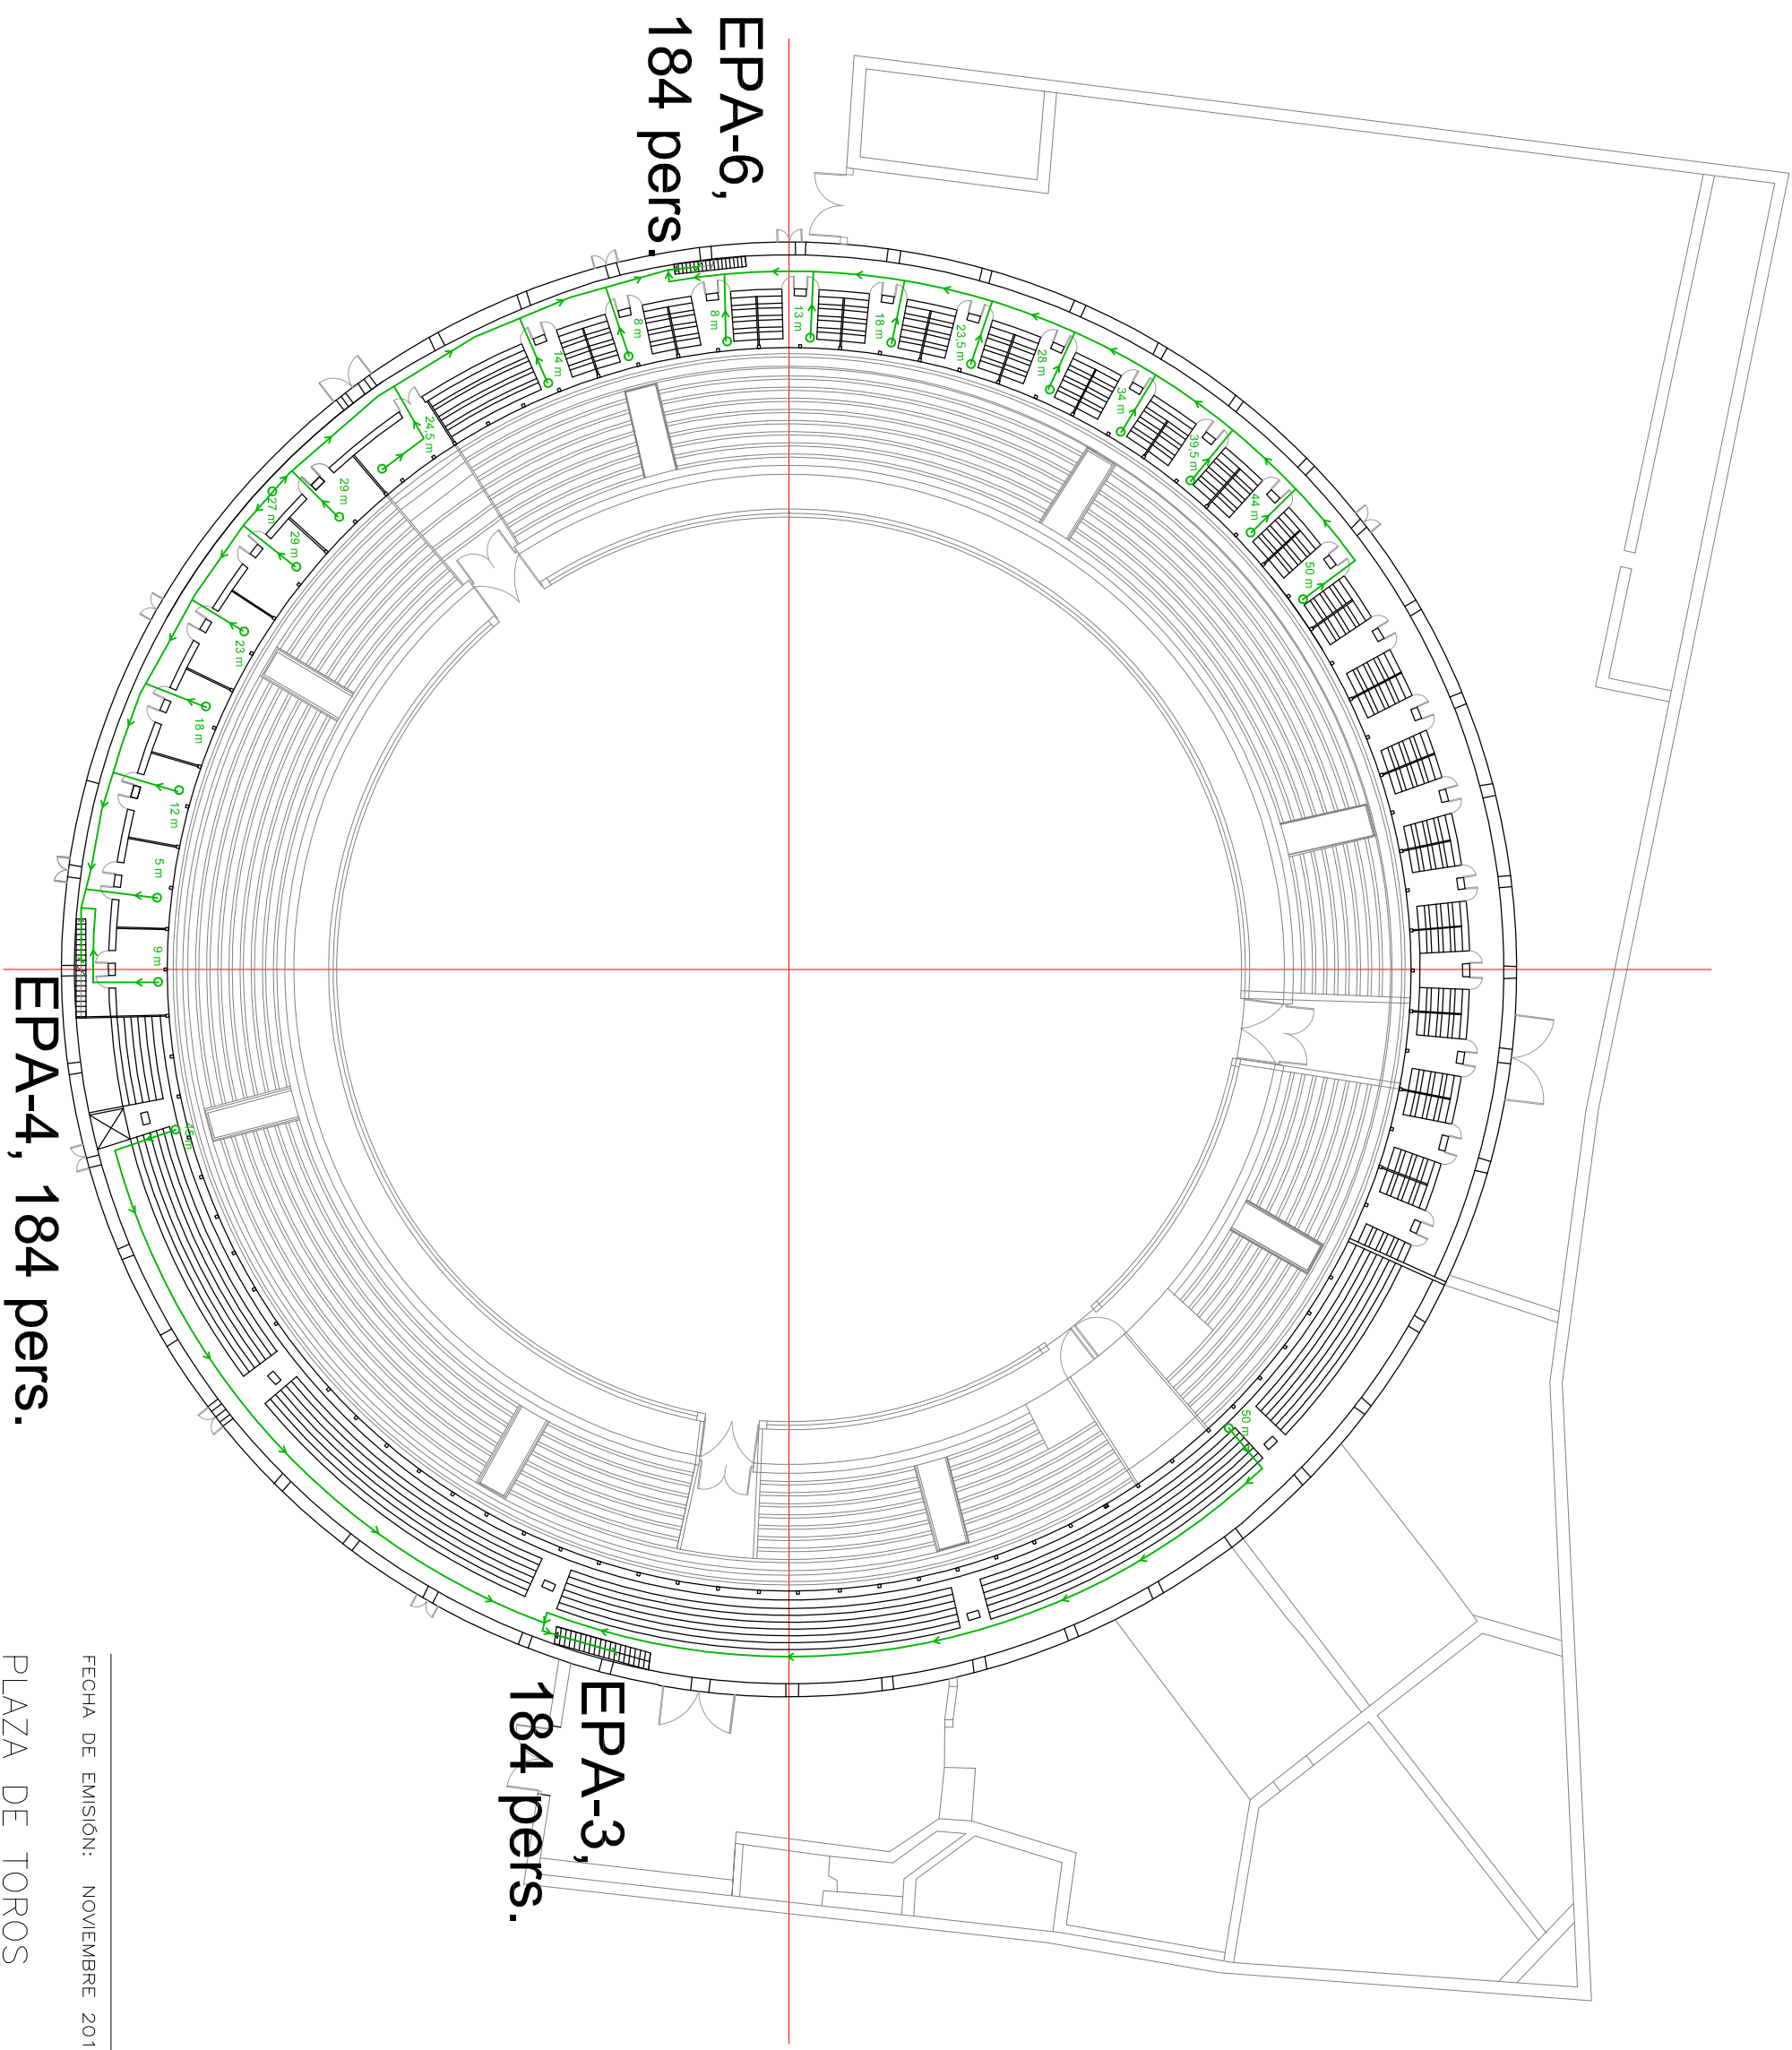 EPA-6,
184 pers.
13 m
18 m
23,5 m
28 m
34 m
39,5 m
44 m
50 m
8 m
8 m
14 m
24,5 m
29 m
27 m
29 m
23 m
18 m
12 m
5 m
9 m
EPA-4, 184 pers.
45 m
50 m
EPA-3,
184 pers.
FECHA DE EMISIÓN: NOVIEMBRE 201
PLAZA DE TOROS